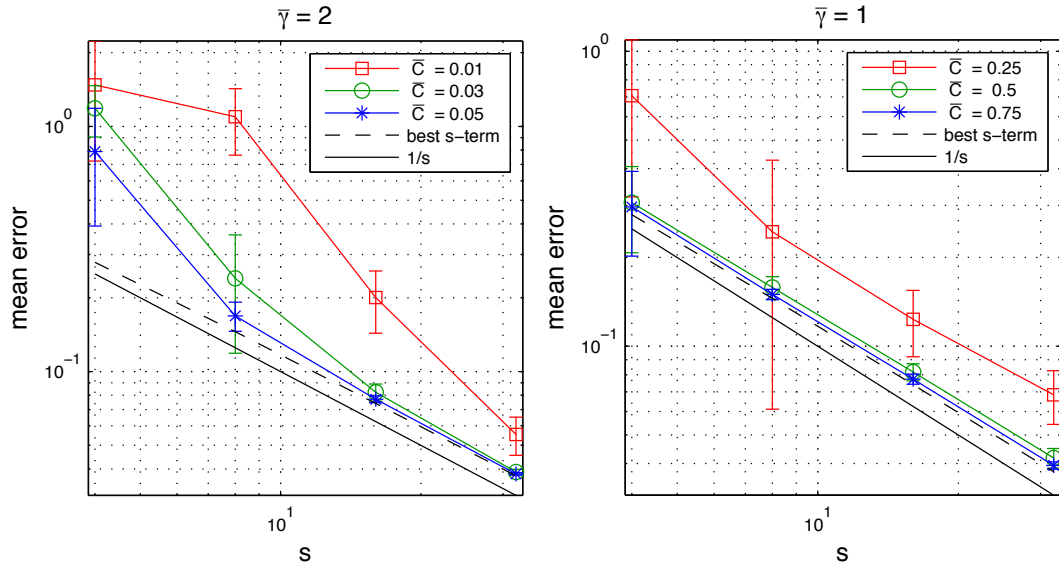 γ̅ = 2
mean error
10⁰
10⁻¹
10¹
s
C̅ = 0.01
C̅ = 0.03
C̅ = 0.05
best s−term
1/s
γ̅ = 1
mean error
10⁰
10⁻¹
10¹
s
C̅ = 0.25
C̅ = 0.5
C̅ = 0.75
best s−term
1/s